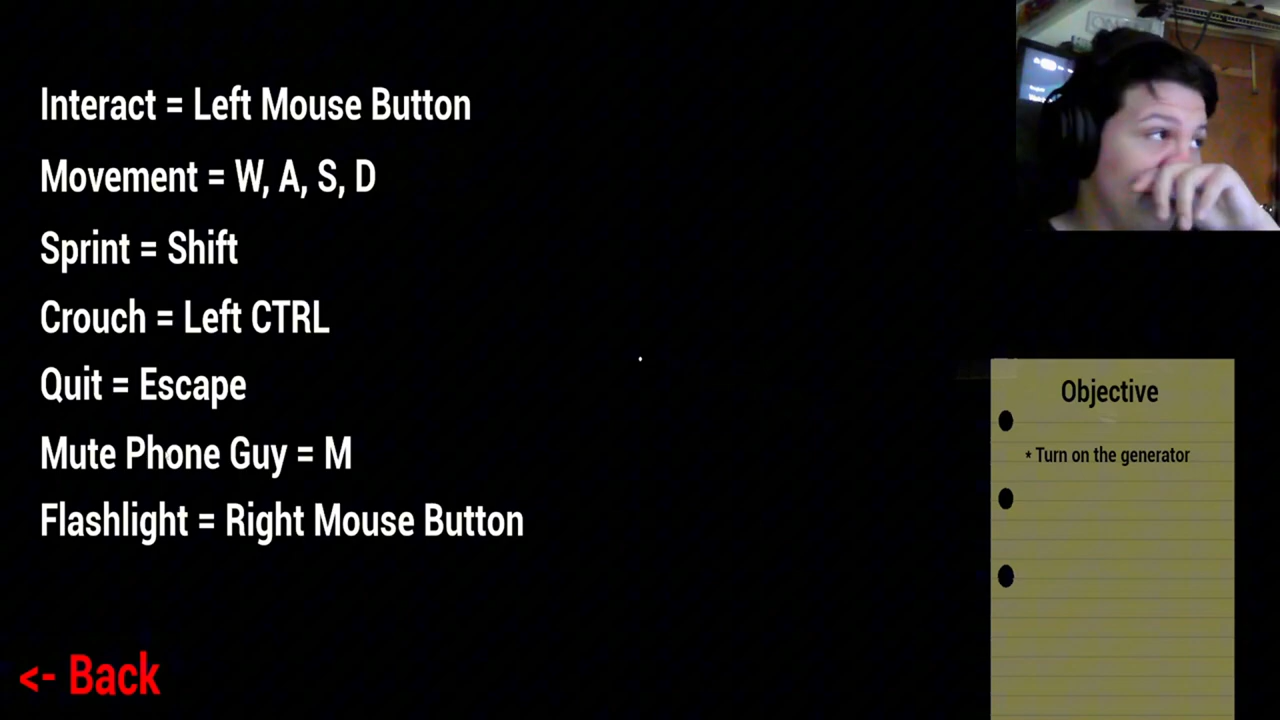 Interact = Left Mouse Button
Movement = W, A, S, D
Sprint = Shift
Crouch = Left CTRL
Quit = Escape
Mute Phone Guy = M
Flashlight = Right Mouse Button
<- Back
Objective
* Turn on the generator